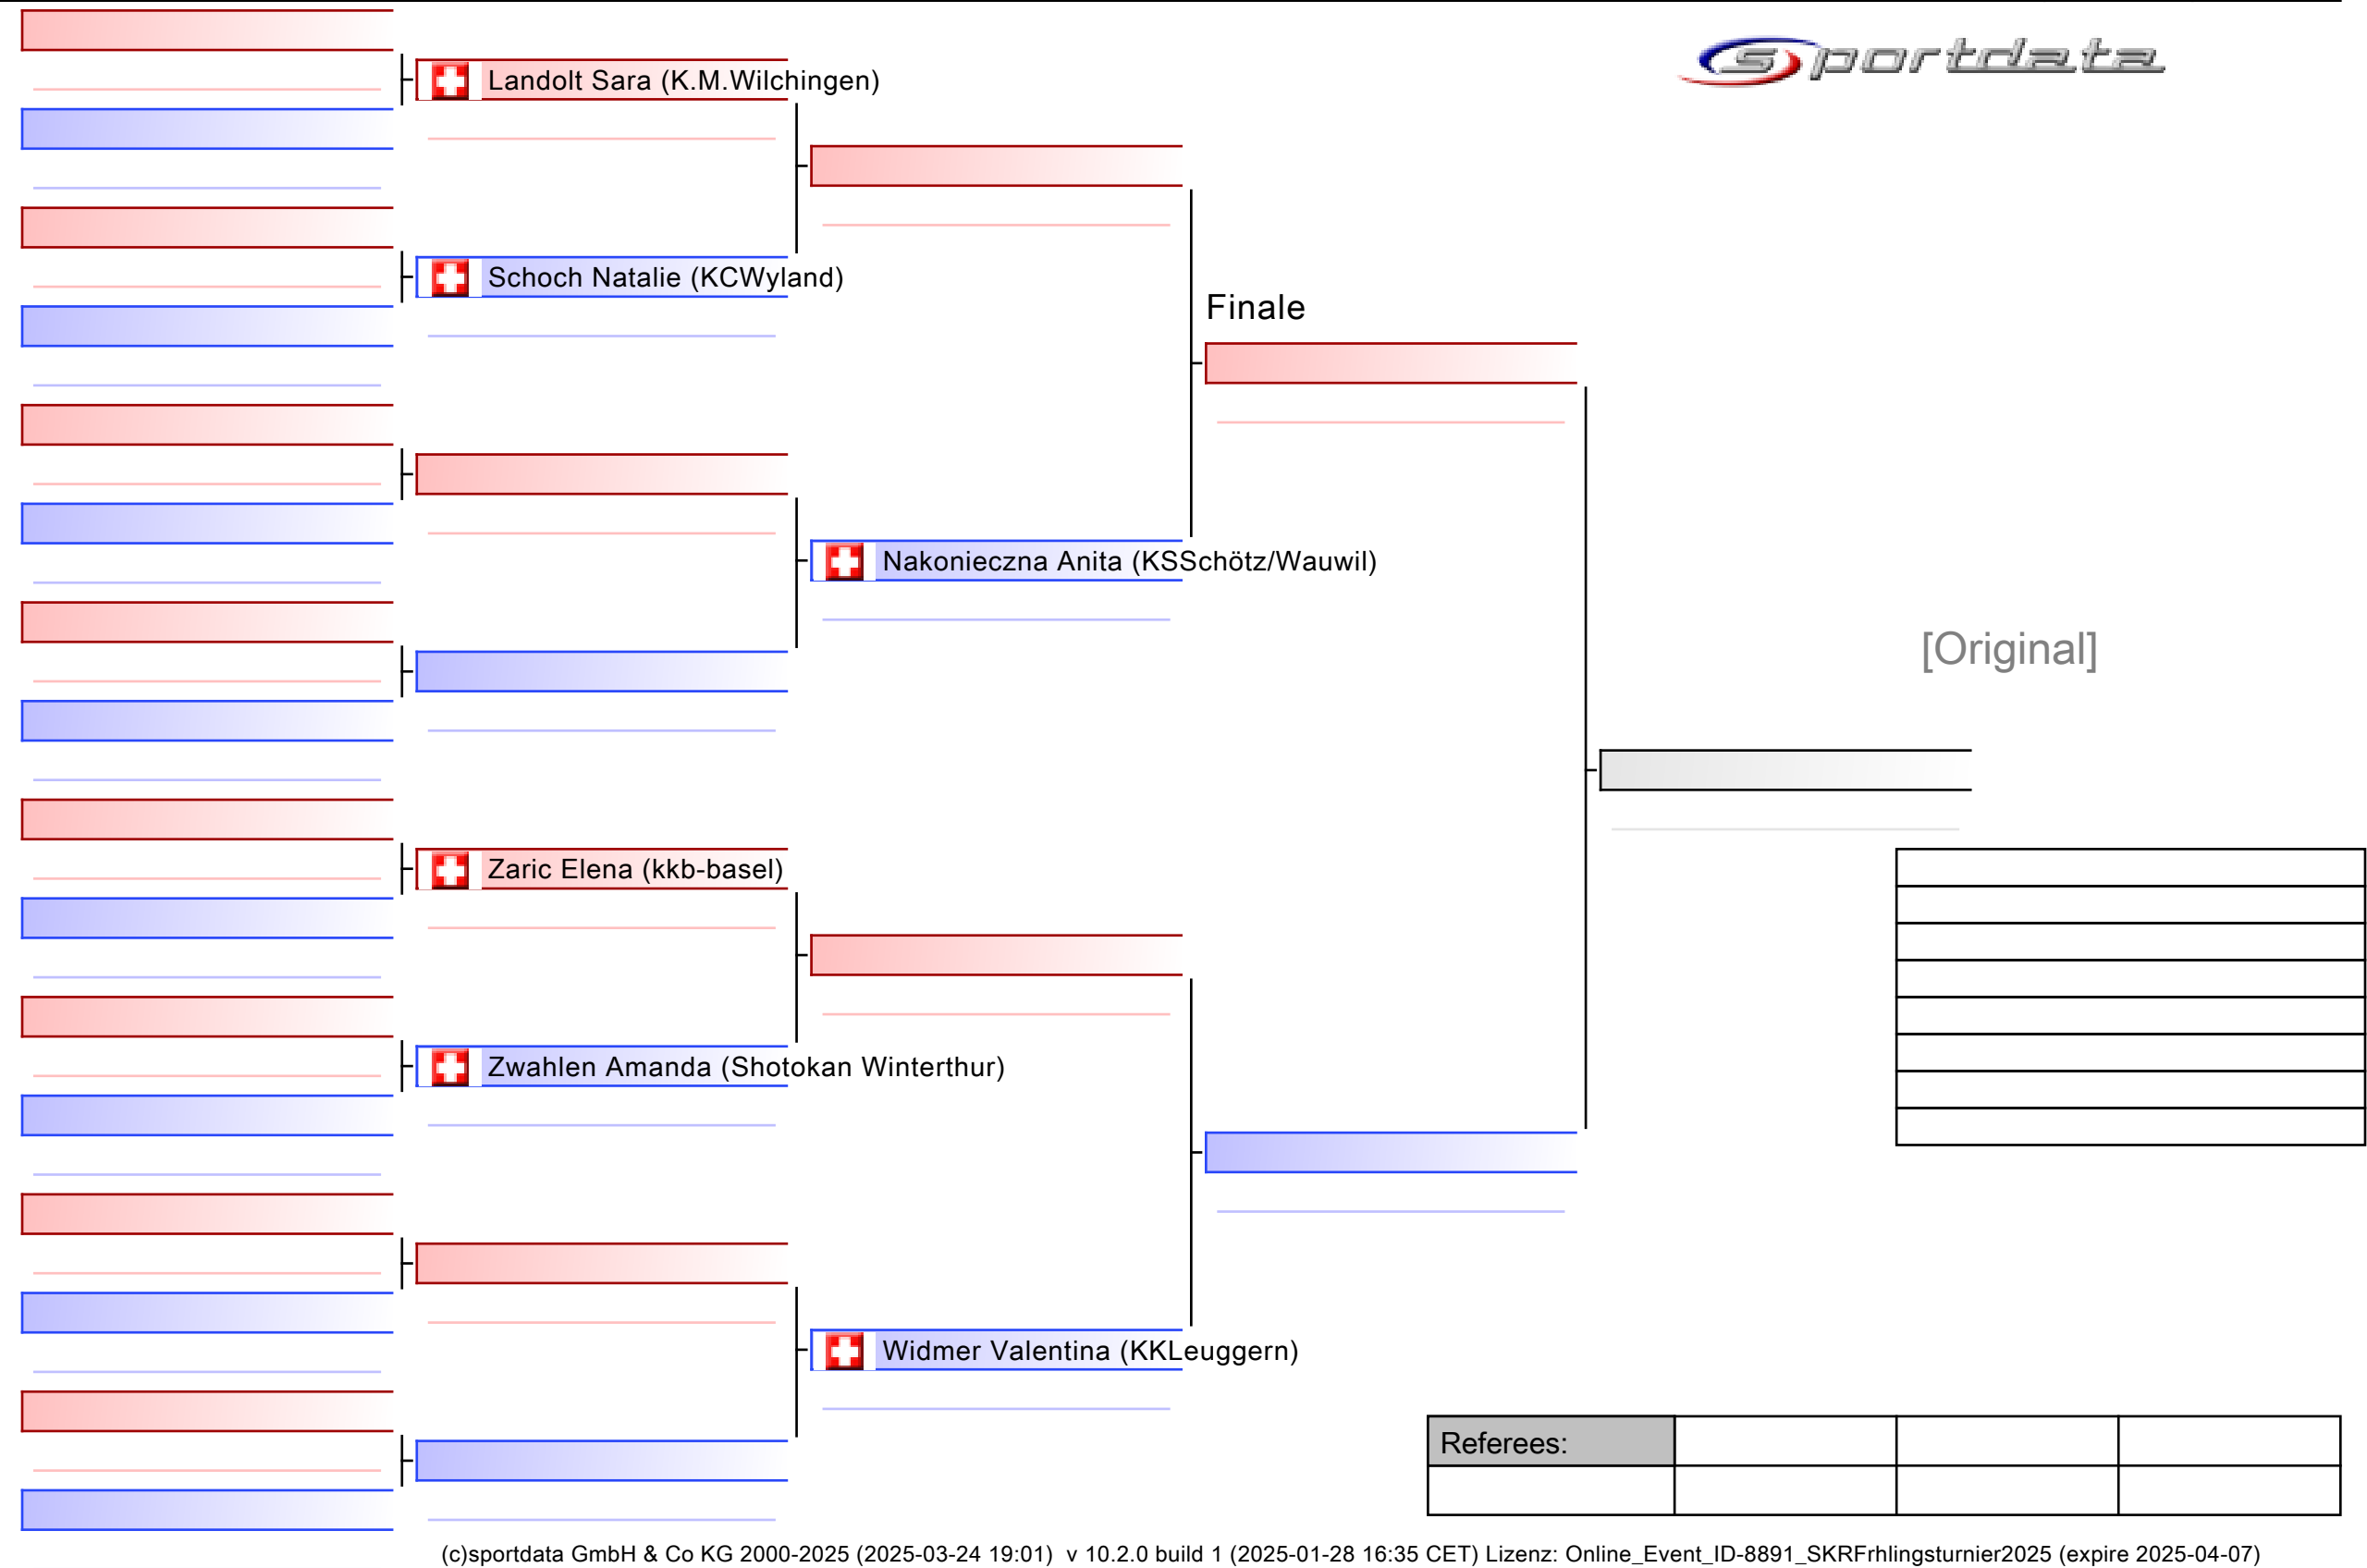 sportdata
Landolt Sara (K.M.Wilchingen)
Schoch Natalie (KCWyland)
Finale
Nakonieczna Anita (KSSchötz/Wauwil)
[Original]
Zaric Elena (kkb-basel)
Zwahlen Amanda (Shotokan Winterthur)
Widmer Valentina (KKLeuggern)
Referees:
(c)sportdata GmbH & Co KG 2000-2025 (2025-03-24 19:01)  v 10.2.0 build 1 (2025-01-28 16:35 CET) Lizenz: Online_Event_ID-8891_SKRFrhlingsturnier2025 (expire 2025-04-07)